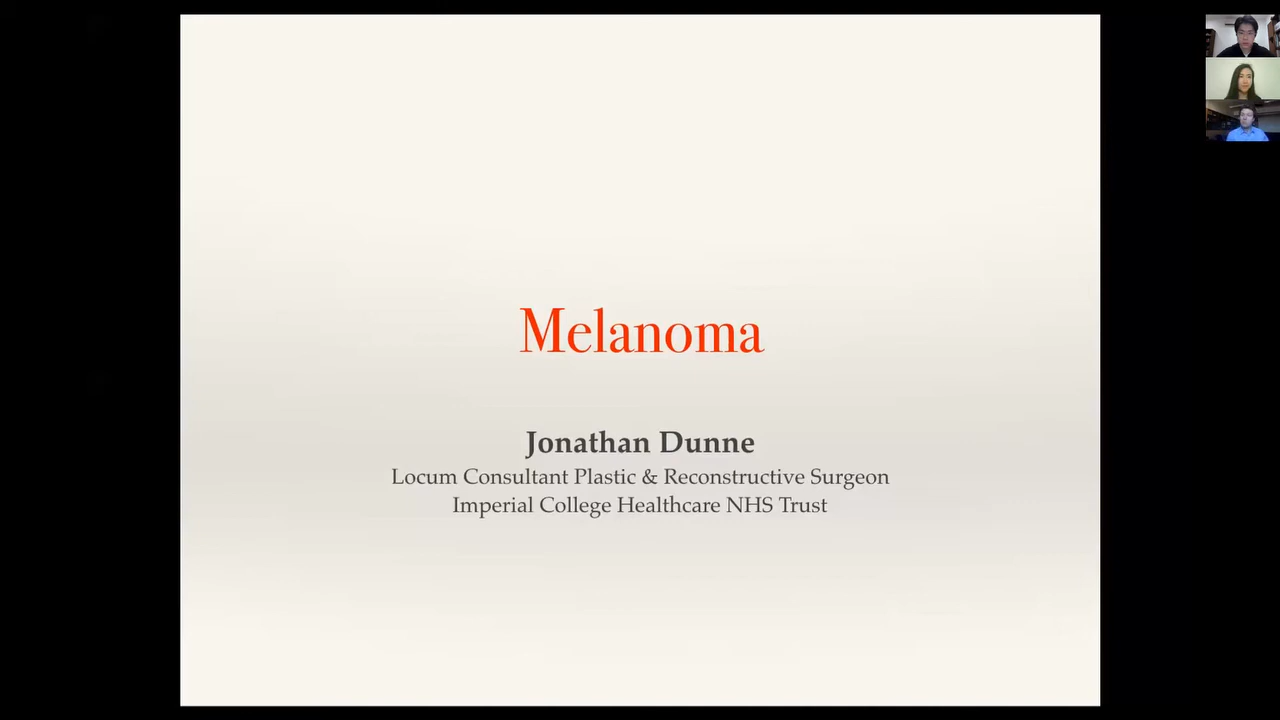 Melanoma
Jonathan Dunne
Locum Consultant Plastic & Reconstructive Surgeon
Imperial College Healthcare NHS Trust